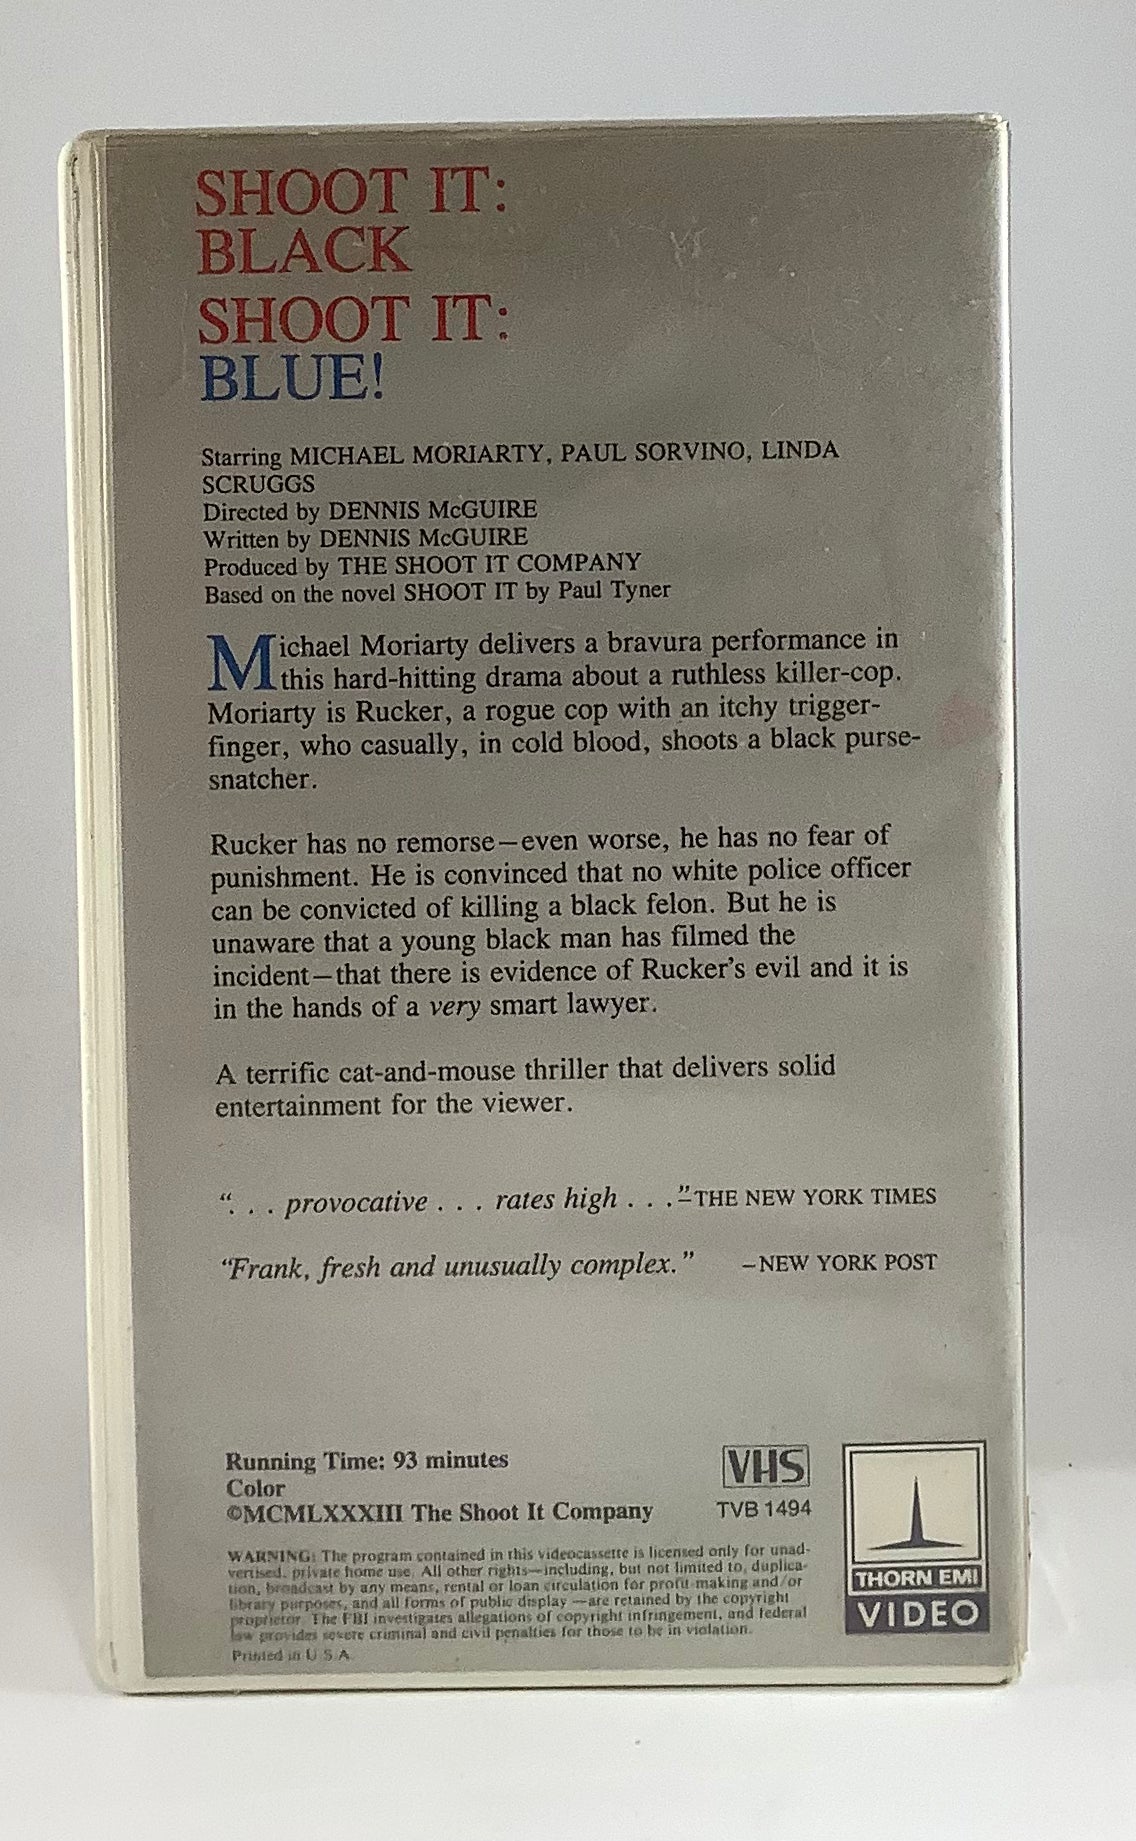 SHOOT IT:
BLACK
SHOOT IT:
BLUE!
Starring MICHAEL MORIARTY, PAUL SORVINO, LINDA
SCRUGGS
Directed by DENNIS McGUIRE
Written by DENNIS McGUIRE
Produced by THE SHOOT IT COMPANY
Based on the novel SHOOT IT by Paul Tyner
Michael Moriarty delivers a bravura performance in
this hard-hitting drama about a ruthless killer-cop.
Moriarty is Rucker, a rogue cop with an itchy trigger-
finger, who casually, in cold blood, shoots a black purse-
snatcher.
Rucker has no remorse—even worse, he has no fear of
punishment. He is convinced that no white police officer
can be convicted of killing a black felon. But he is
unaware that a young black man has filmed the
incident—that there is evidence of Rucker's evil and it is
in the hands of a very smart lawyer.
A terrific cat-and-mouse thriller that delivers solid
entertainment for the viewer.
". . . provocative . . . rates high . . ."–THE NEW YORK TIMES
"Frank, fresh and unusually complex." –NEW YORK POST
Running Time: 93 minutes
Color
©MCMLXXXIII The Shoot It Company
VHS
TVB 1494
THORN EMI
VIDEO
WARNING: The program contained in this videocassette is licensed only for unad-
vertised, private home use. All other rights—including, but not limited to, duplica-
tion, broadcast by any means, rental or loan circulation for profit-making and/or
library purposes, and all forms of public display —are retained by the copyright
proprietor. The FBI investigates allegations of copyright infringement, and federal
law provides severe criminal and civil penalties for those to be in violation.
Printed in U.S.A.